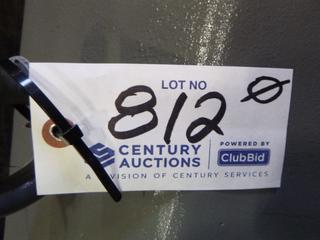 LOT NO
812 Ø
CENTURY POWERED BY
AUCTIONS ClubBid
A DIVISION OF CENTURY SERVICES